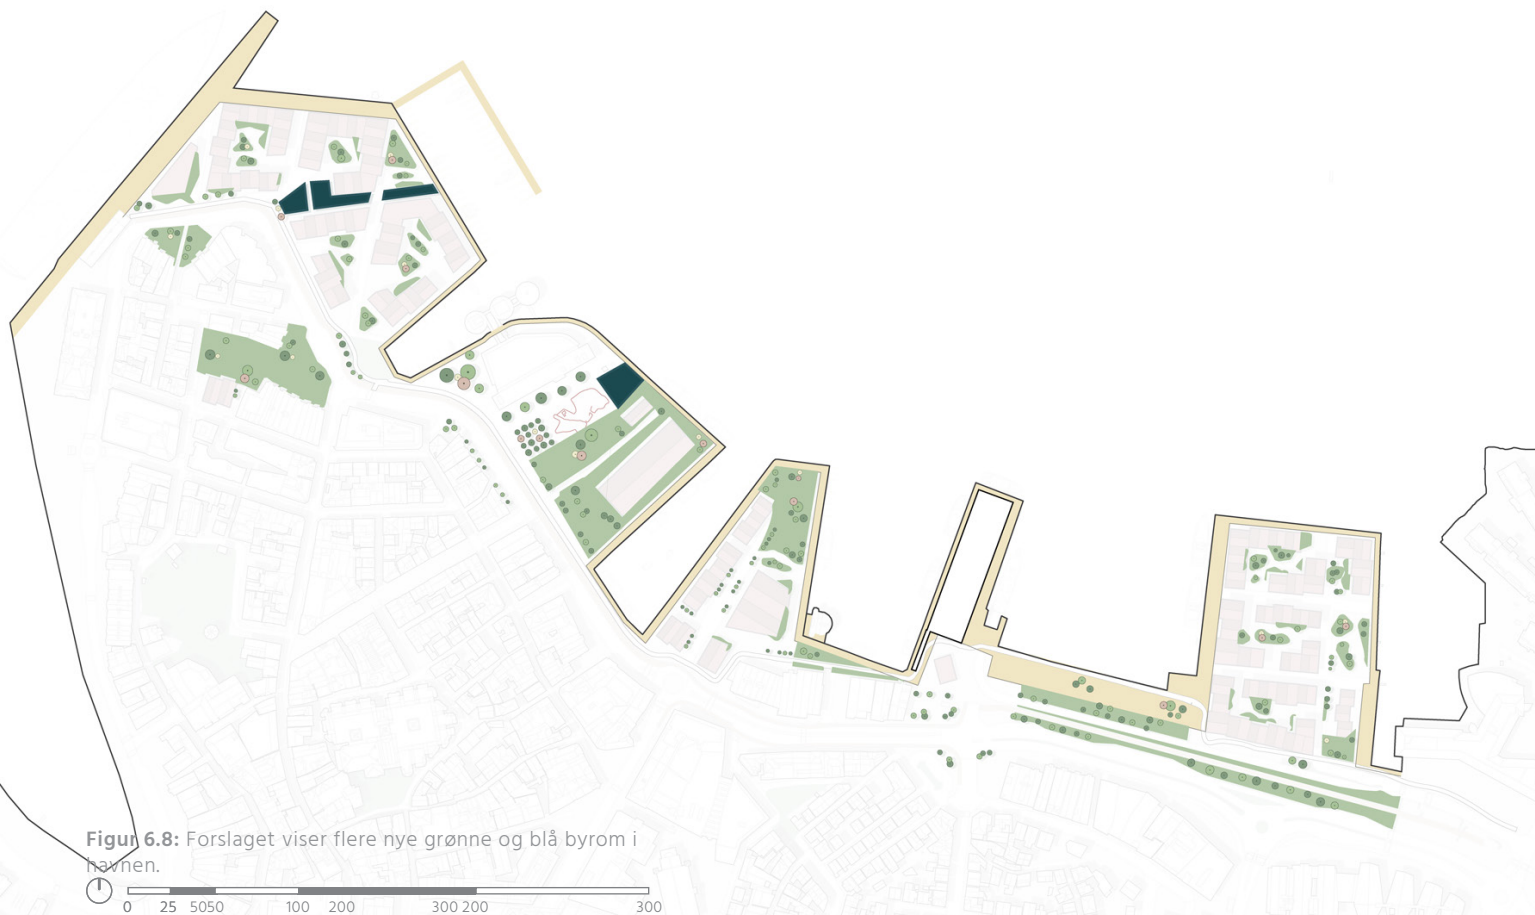 Figur 6.8: Forslaget viser flere nye grønne og blå byrom i
havnen.
0 25 5050 100 200 300 200 300